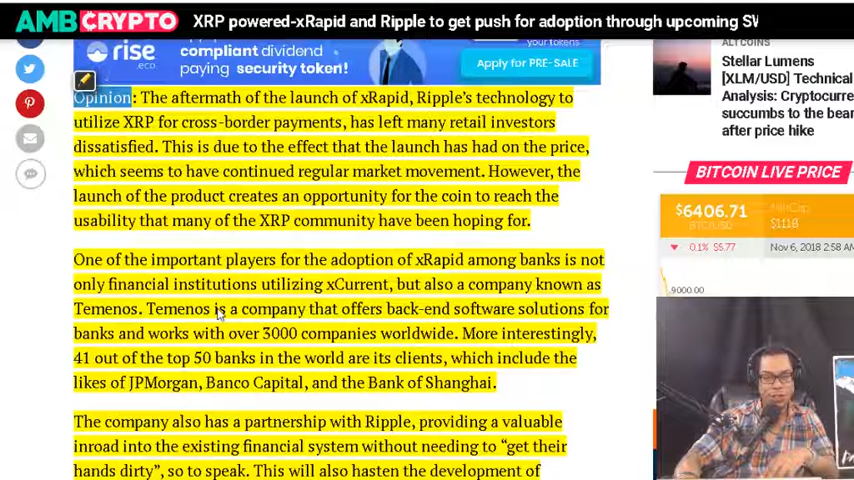 AMBCRYPTO
XRP powered-xRapid and Ripple to get push for adoption through upcoming
rise
.eco
compliant dividend
paying security token!
your tokens
Apply for PRE-SALE
Opinion: The aftermath of the launch of xRapid, Ripple's technology to
utilize XRP for cross-border payments, has left many retail investors
dissatisfied. This is due to the effect that the launch has had on the price,
which seems to have continued regular market movement. However, the
launch of the product creates an opportunity for the coin to reach the
usability that many of the XRP community have been hoping for.
One of the important players for the adoption of xRapid among banks is not
only financial institutions utilizing xCurrent, but also a company known as
Temenos. Temenos is a company that offers back-end software solutions for
banks and works with over 3000 companies worldwide. More interestingly,
41 out of the top 50 banks in the world are its clients, which include the
likes of JPMorgan, Banco Capital, and the Bank of Shanghai.
The company also has a partnership with Ripple, providing a valuable
inroad into the existing financial system without needing to “get their
hands dirty”, so to speak. This will also hasten the development of
ALTCOINS
Stellar Lumens
[XLM/USD] Technical
Analysis: Cryptocurre
succumbs to the bear
after price hike
BITCOIN LIVE PRICE
$6406.71
BTC/USD
$111B
0.1% $5.77
Nov 6, 2018 2:58 AM
9000.00